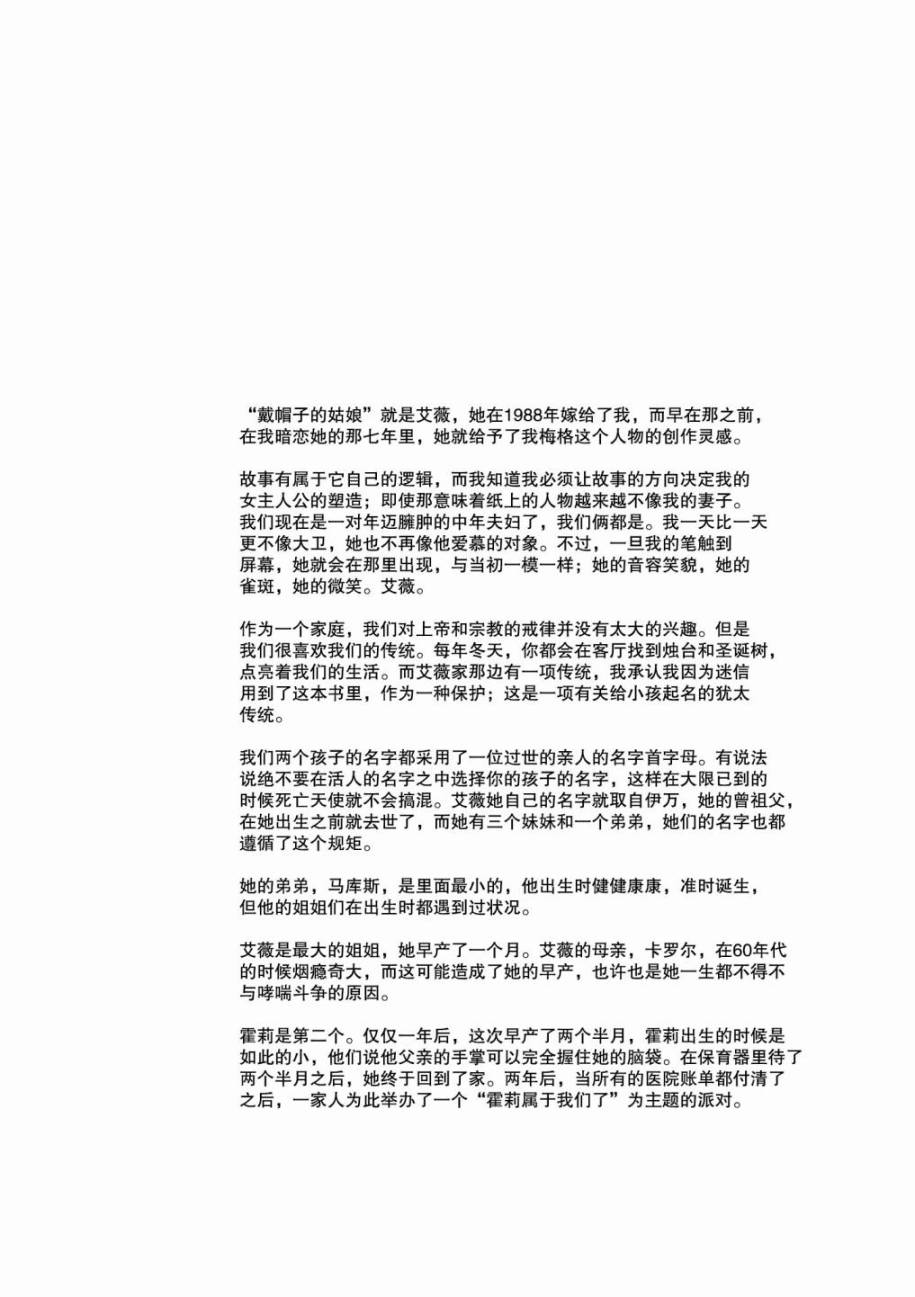 “戴帽子的姑娘”就是艾薇，她在1988年嫁给了我，而早在那之前，
在我暗恋她的那七年里，她就给予了我梅格这个人物的创作灵感。
故事有属于它自己的逻辑，而我知道我必须让故事的方向决定我的
女主人公的塑造；即使那意味着纸上的人物越来越不像我的妻子。
我们现在是一对年迈臃肿的中年夫妇了，我们俩都是。我一天比一天
更不像大卫，她也不再像他爱慕的对象。不过，一旦我的笔触到
屏幕，她就会在那里出现，与当初一模一样；她的音容笑貌，她的
雀斑，她的微笑。艾薇。
作为一个家庭，我们对上帝和宗教的戒律并没有太大的兴趣。但是
我们很喜欢我们的传统。每年冬天，你都会在客厅找到烛台和圣诞树，
点亮着我们的生活。而艾薇家那边有一项传统，我承认我因为迷信
用到了这本书里，作为一种保护；这是一项有关给小孩起名的犹太
传统。
我们两个孩子的名字都采用了一位过世的亲人的名字首字母。有说法
说绝不要在活人的名字之中选择你的孩子的名字，这样在大限已到的
时候死亡天使就不会搞混。艾薇她自己的名字就取自伊万，她的曾祖父，
在她出生之前就去世了，而她有三个妹妹和一个弟弟，她们的名字也都
遵循了这个规矩。
她的弟弟，马库斯，是里面最小的，他出生时健健康康，准时诞生，
但他的姐姐们在出生时都遇到过状况。
艾薇是最大的姐姐，她早产了一个月。艾薇的母亲，卡罗尔，在60年代
的时候烟瘾奇大，而这可能造成了她的早产，也许也是她一生都不得不
与哮喘斗争的原因。
霍莉是第二个。仅仅一年后，这次早产了两个半月，霍莉出生的时候是
如此的小，他们说他父亲的手掌可以完全握住她的脑袋。在保育器里待了
两个半月之后，她终于回到了家。两年后，当所有的医院账单都付清了
之后，一家人为此举办了一个“霍莉属于我们了”为主题的派对。